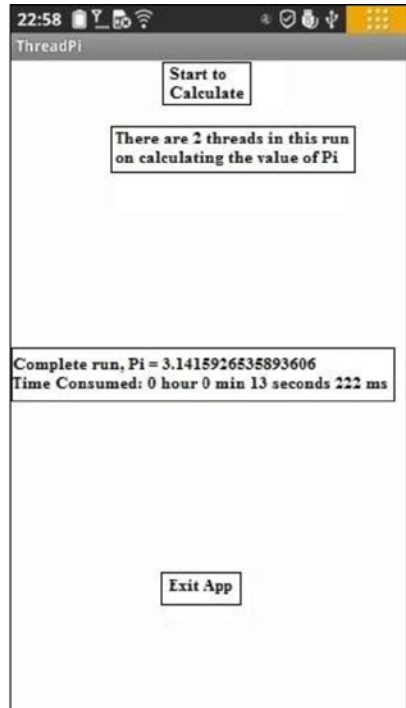 22:58
ThreadPi
Start to
Calculate
There are 2 threads in this run
on calculating the value of Pi
Complete run, Pi = 3.1415926535893606
Time Consumed: 0 hour 0 min 13 seconds 222 ms
Exit App